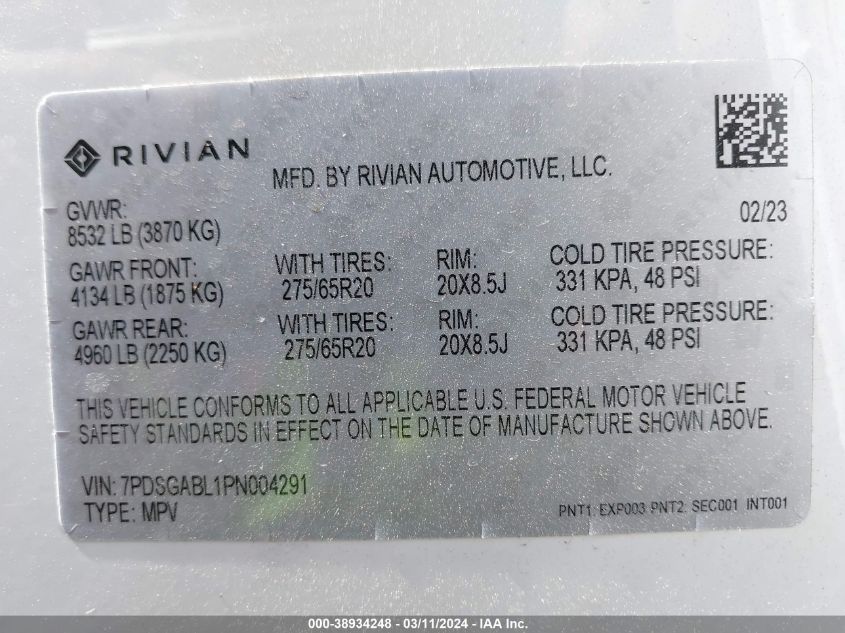 RIVIAN
MFD. BY RIVIAN AUTOMOTIVE, LLC.
GVWR:
8532 LB (3870 KG)
02/23
GAWR FRONT: WITH TIRES: RIM: COLD TIRE PRESSURE:
4134 LB (1875 KG) 275/65R20 20X8.5J 331 KPA, 48 PSI
GAWR REAR: WITH TIRES: RIM: COLD TIRE PRESSURE:
4960 LB (2250 KG) 275/65R20 20X8.5J 331 KPA, 48 PSI
THIS VEHICLE CONFORMS TO ALL APPLICABLE U.S. FEDERAL MOTOR VEHICLE
SAFETY STANDARDS IN EFFECT ON THE DATE OF MANUFACTURE SHOWN ABOVE.
VIN: 7PDSGABL1PN004291
TYPE: MPV
PNT1: EXP003 PNT2: SEC001 INT001
000-38934248 - 03/11/2024 - IAA Inc.